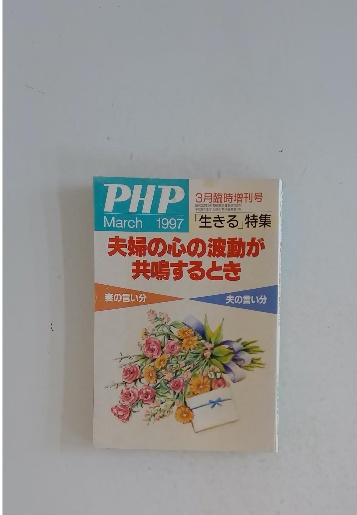 PHP
March 1997
3月臨時増刊号
「生きる」特集
夫婦の心の波動が
共鳴するとき
妻の言い分
夫の言い分